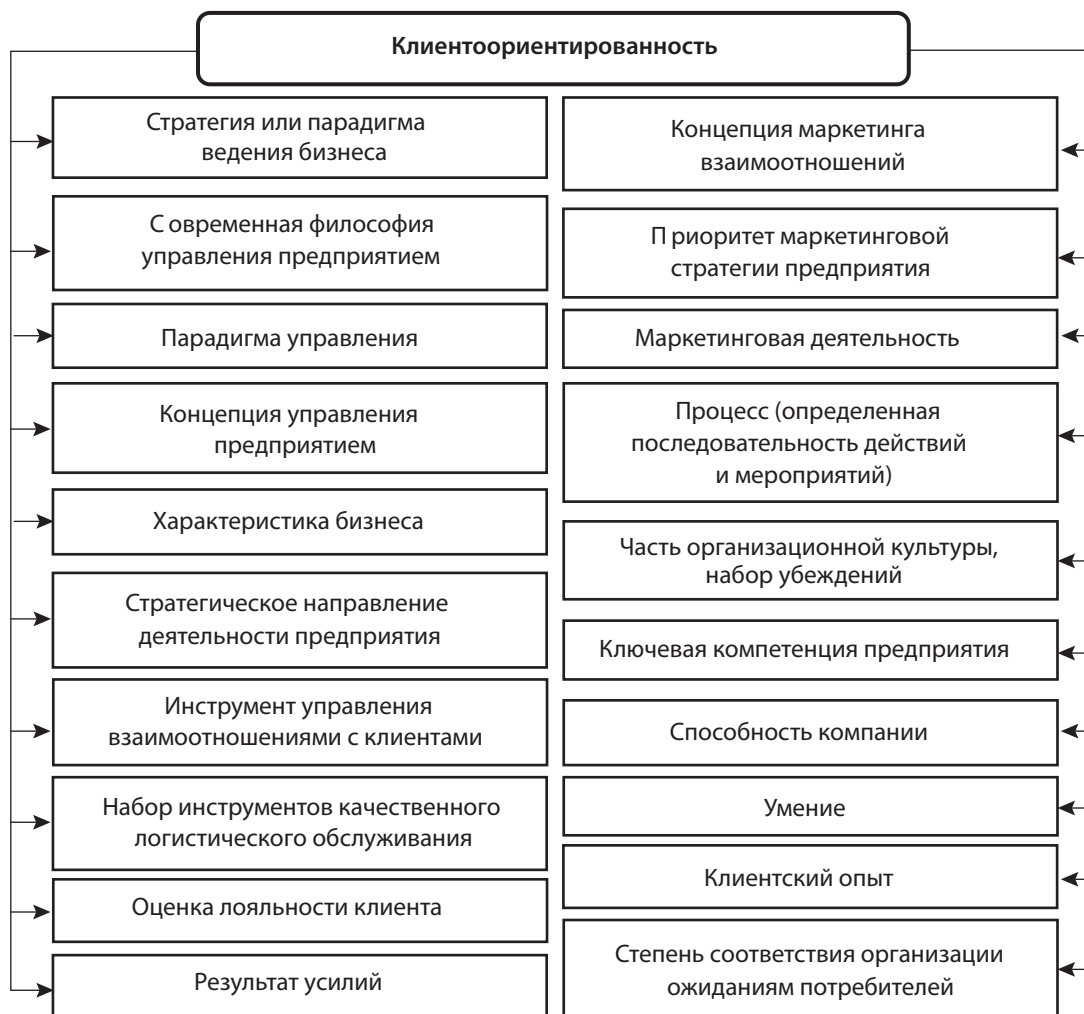 Клиентоориентированность
Стратегия или парадигма
ведения бизнеса
С овременная философия
управления предприятием
Парадигма управления
Концепция управления
предприятием
Характеристика бизнеса
Стратегическое направление
деятельности предприятия
Инструмент управления
взаимоотношениями с клиентами
Набор инструментов качественного
логистического обслуживания
Оценка лояльности клиента
Результат усилий
Концепция маркетинга
взаимоотношений
П риоритет маркетинговой
стратегии предприятия
Маркетинговая деятельность
Процесс (определенная
последовательность действий
и мероприятий)
Часть организационной культуры,
набор убеждений
Ключевая компетенция предприятия
Способность компании
Умение
Клиентский опыт
Степень соответствия организации
ожиданиям потребителей